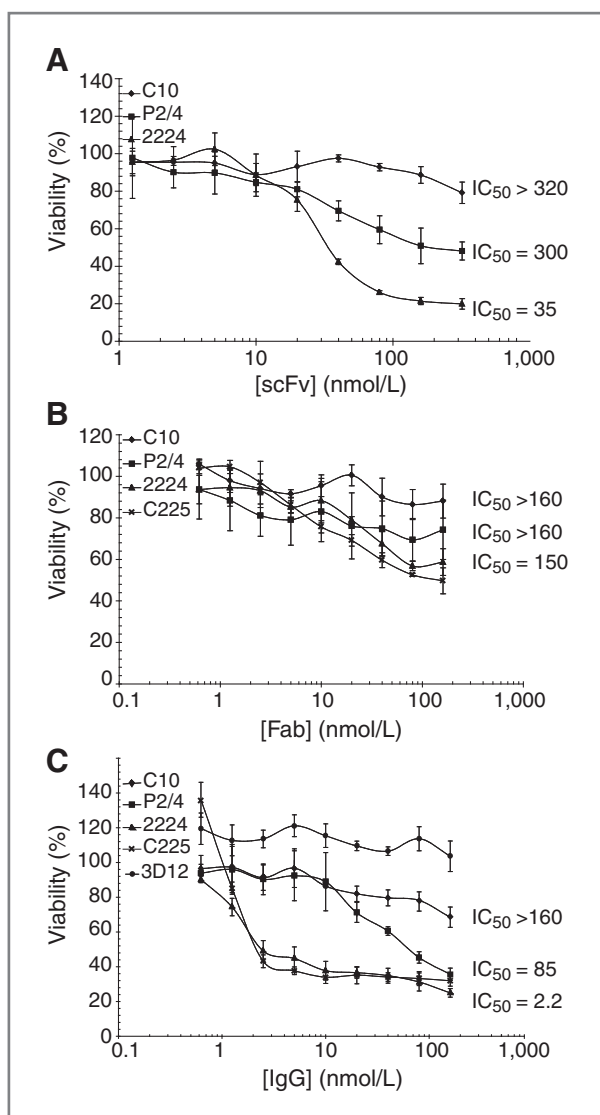 A
140
120
100
80
60
40
20
0
Viability (%)
C10
P2/4
2224
IC50 > 320
IC50 = 300
IC50 = 35
1 10 100 1,000
[scFv] (nmol/L)
B
120
100
80
60
40
20
0
Viability (%)
C10
P2/4
2224
C225
IC50 >160
IC50 >160
IC50 = 150
0.1 1 10 100 1,000
[Fab] (nmol/L)
C
140
120
100
80
60
40
20
0
Viability (%)
C10
P2/4
2224
C225
3D12
IC50 >160
IC50 = 85
IC50 = 2.2
0.1 1 10 100 1,000
[IgG] (nmol/L)